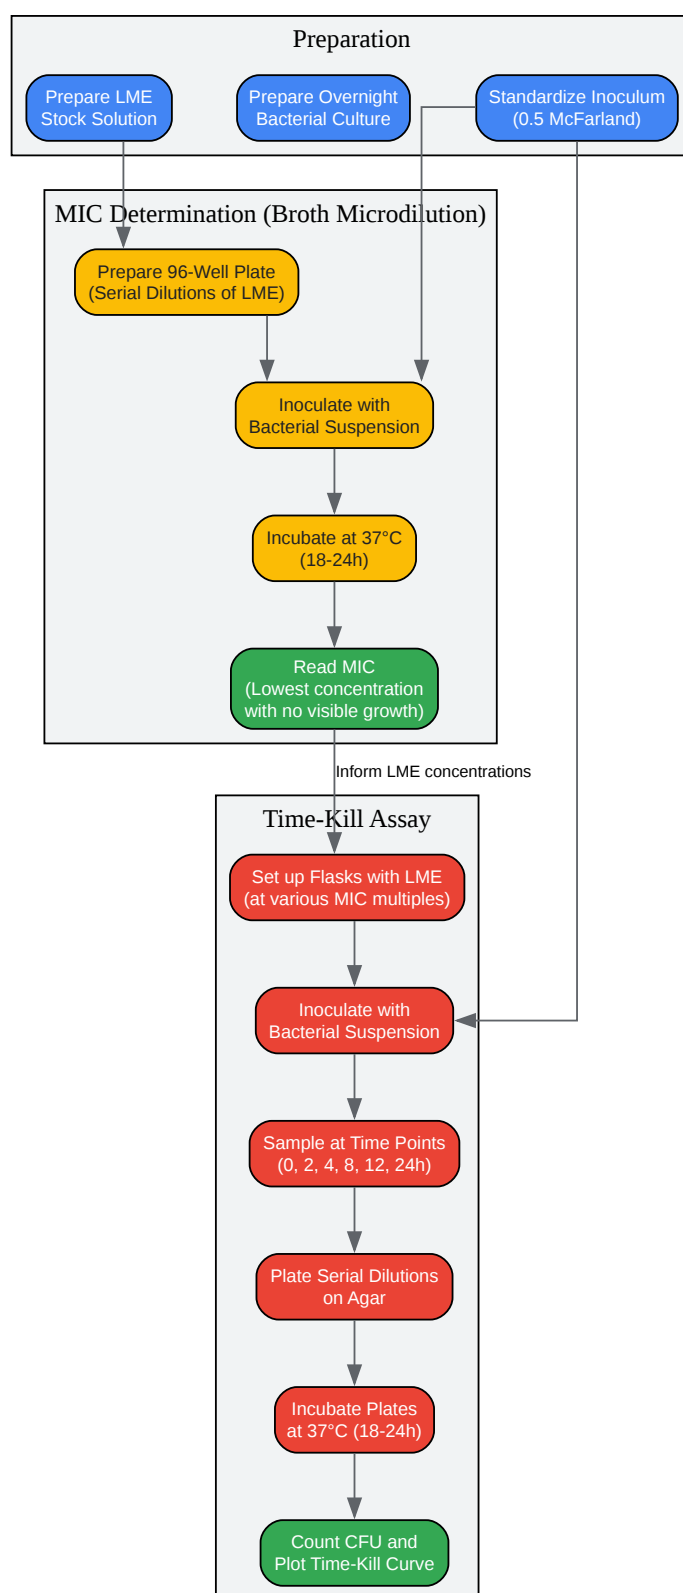 Preparation
Prepare LME
Stock Solution
Prepare Overnight
Bacterial Culture
Standardize Inoculum
(0.5 McFarland)
MIC Determination (Broth Microdilution)
Prepare 96-Well Plate
(Serial Dilutions of LME)
Inoculate with
Bacterial Suspension
Incubate at 37°C
(18-24h)
Read MIC
(Lowest concentration
with no visible growth)
Inform LME concentrations
Time-Kill Assay
Set up Flasks with LME
(at various MIC multiples)
Inoculate with
Bacterial Suspension
Sample at Time Points
(0, 2, 4, 8, 12, 24h)
Plate Serial Dilutions
on Agar
Incubate Plates
at 37°C (18-24h)
Count CFU and
Plot Time-Kill Curve